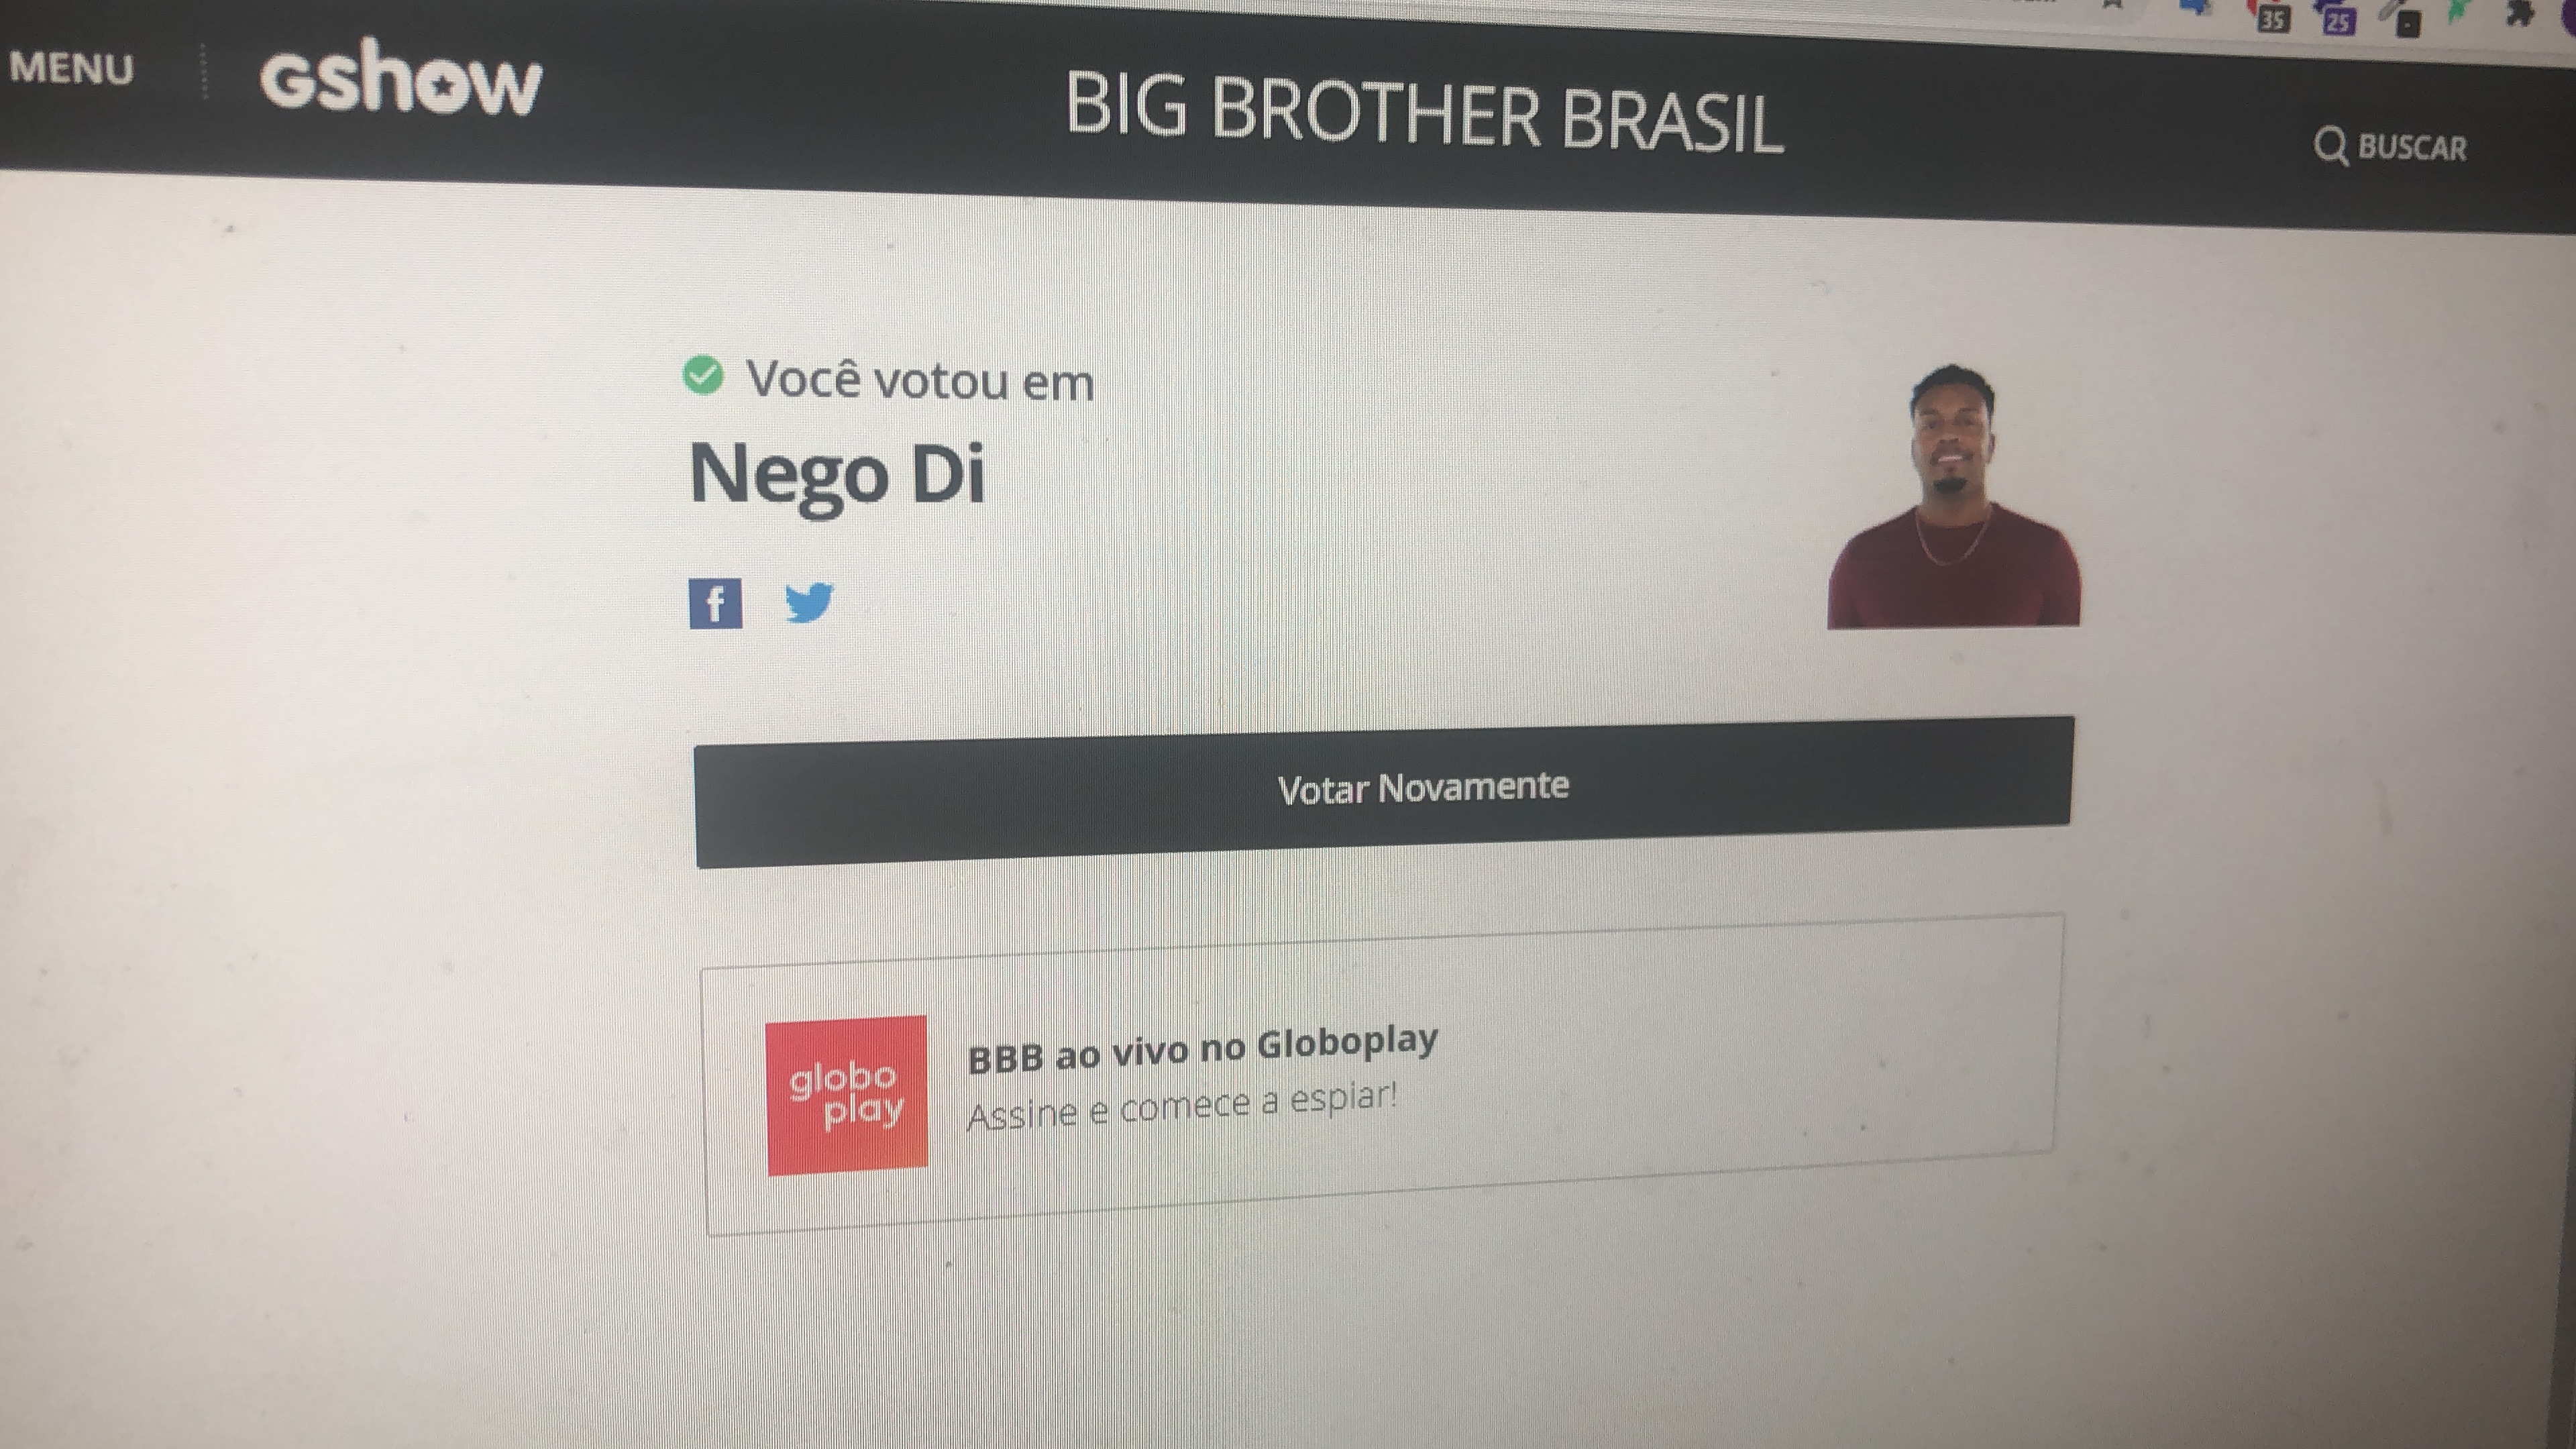 MENU
gshow
BIG BROTHER BRASIL
BUSCAR
35
25
Você votou em
Nego Di
f
Votar Novamente
globo
play
BBB ao vivo no Globoplay
Assine e comece a espiar!